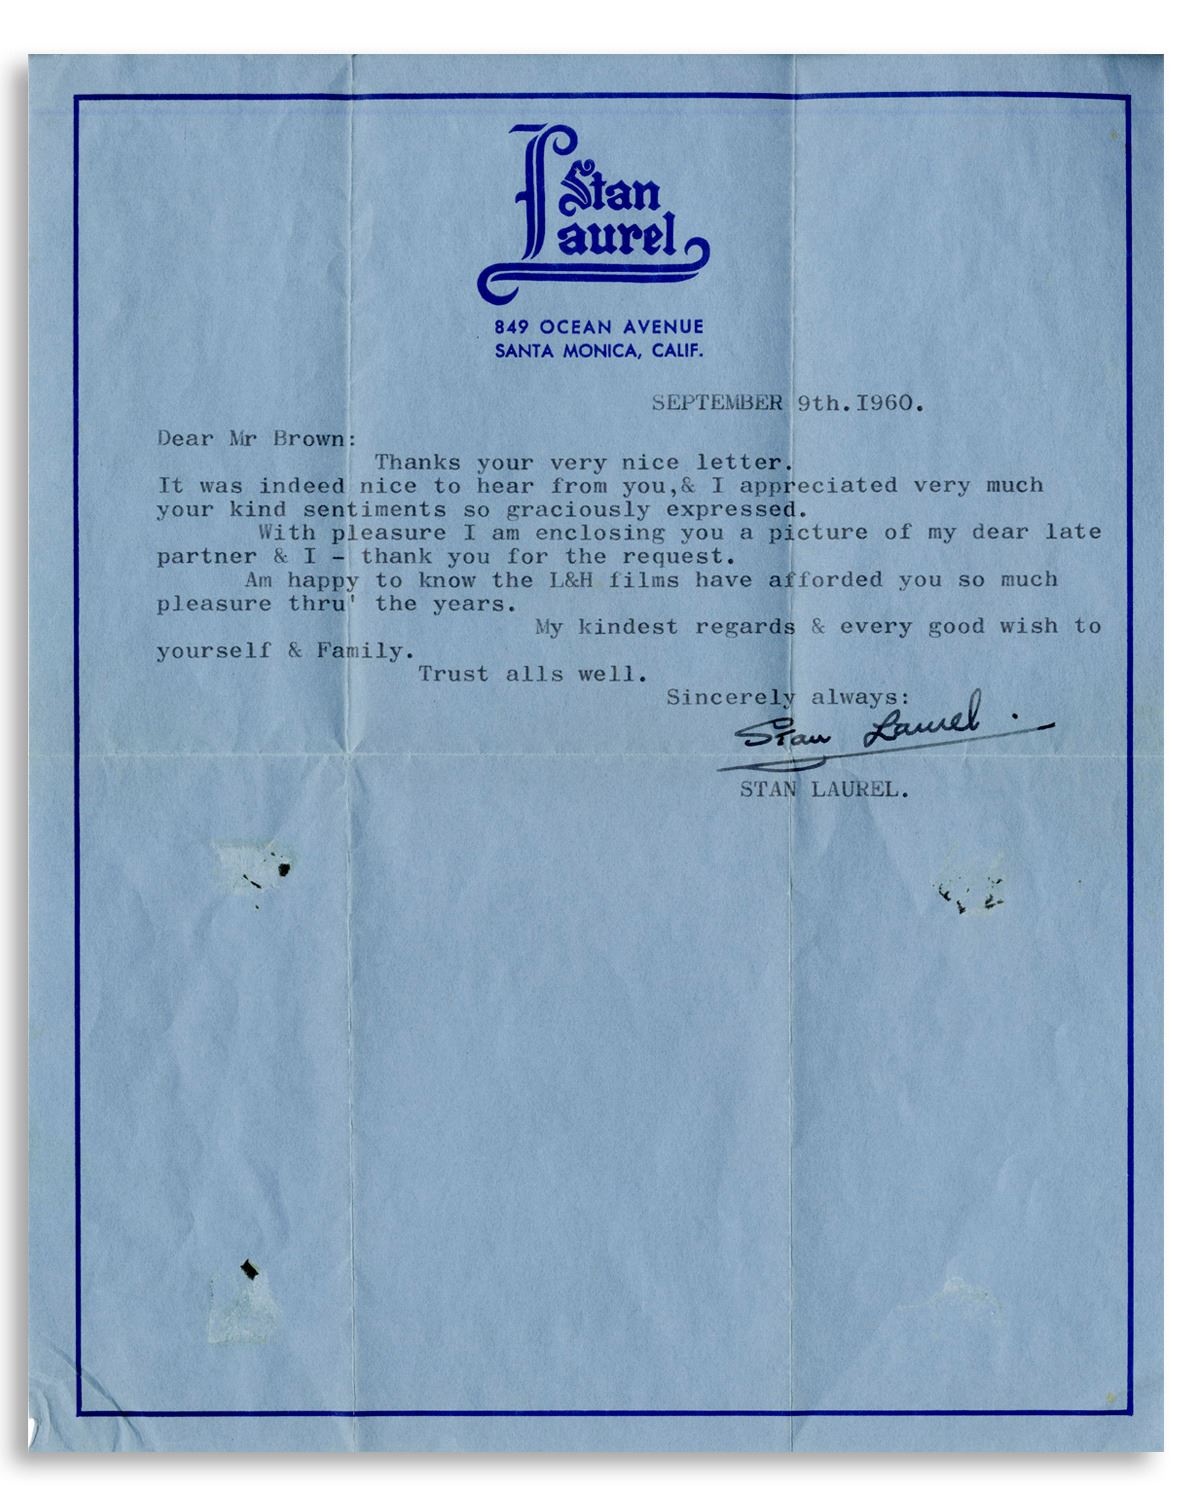 Stan
Laurel
849 OCEAN AVENUE
SANTA MONICA, CALIF.
SEPTEMBER 9th.I960.
Dear Mr Brown:
Thanks your very nice letter.
It was indeed nice to hear from you,& I appreciated very much
your kind sentiments so graciously expressed.
With pleasure I am enclosing you a picture of my dear late
partner & I - thank you for the request.
Am happy to know the L&H films have afforded you so much
pleasure thru' the years.
My kindest regards & every good wish to
yourself & Family.
Trust alls well.
Sincerely always:
Stan Laurel.
STAN LAUREL.